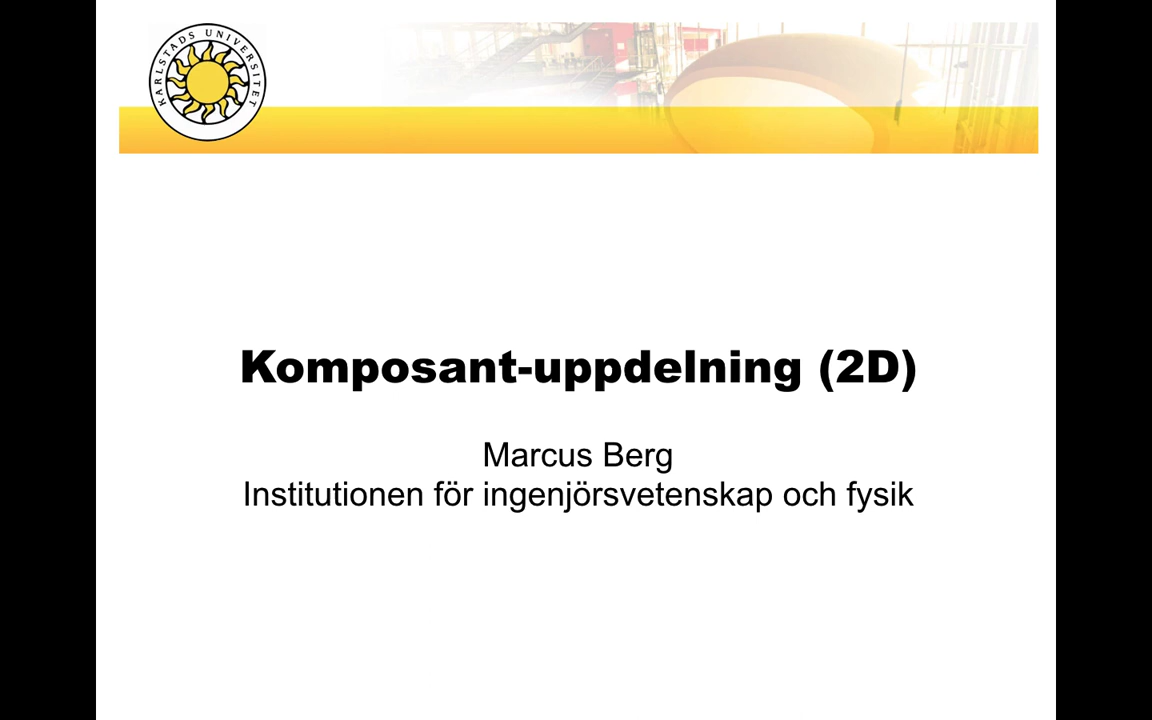 KARLSTADS UNIVERSITET
Komposant-uppdelning (2D)
Marcus Berg
Institutionen för ingenjörsvetenskap och fysik